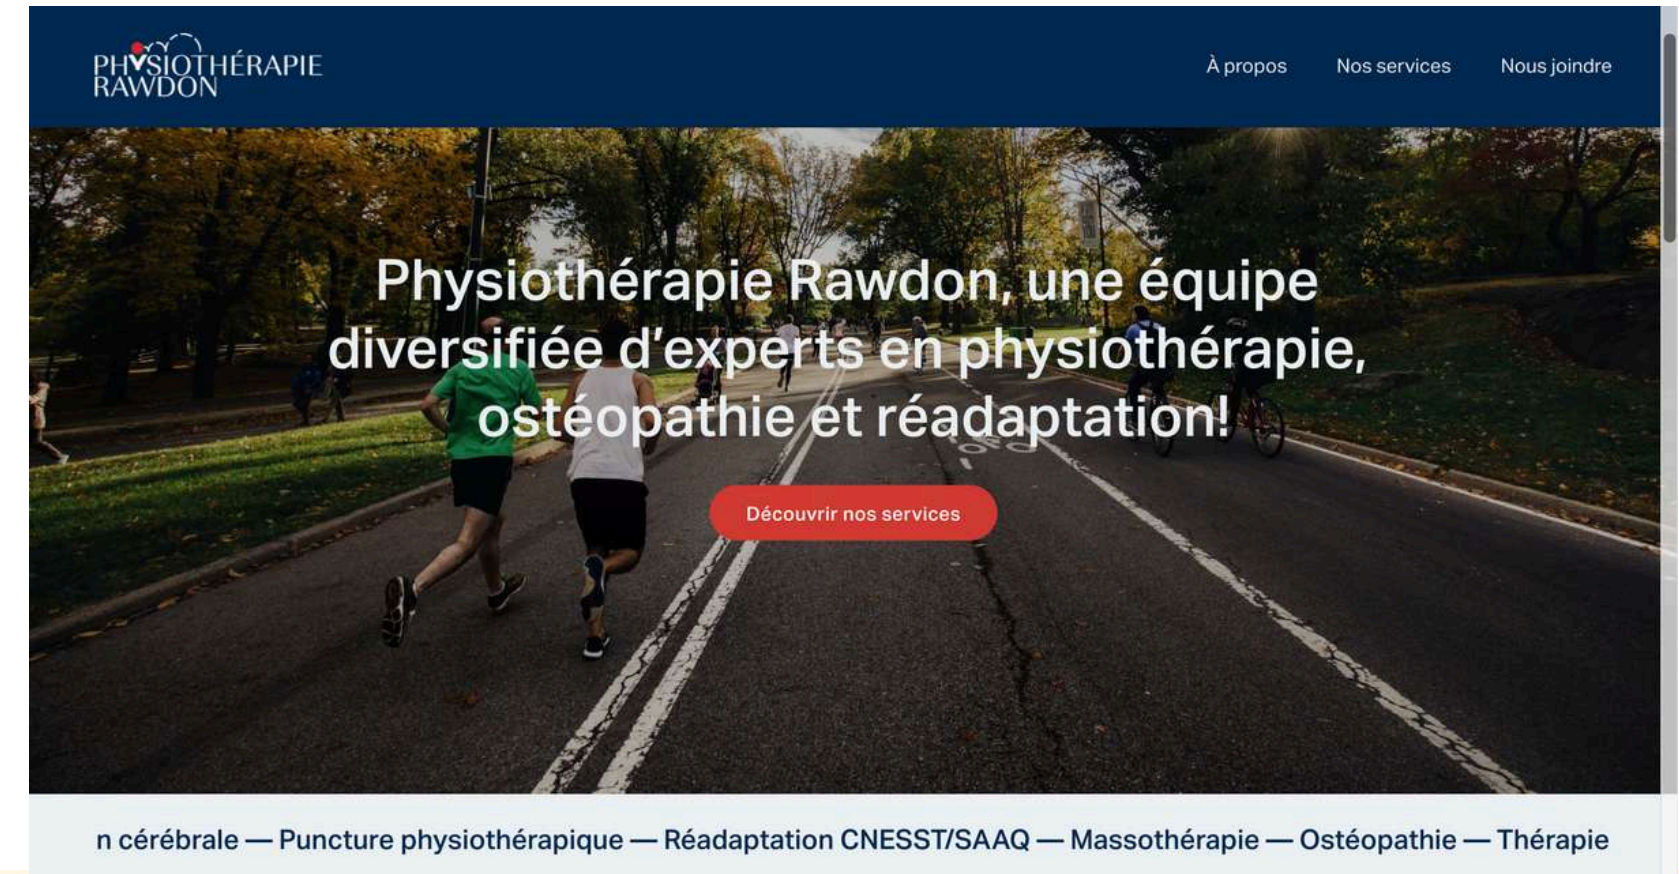 PHYSIOTHÉRAPIE
RAWDON
À propos
Nos services
Nous joindre
Physiothérapie Rawdon, une équipe
diversifiée d’experts en physiothérapie,
ostéopathie et réadaptation!
Découvrir nos services
n cérébrale — Puncture physiothérapique — Réadaptation CNESST/SAAQ — Massothérapie — Ostéopathie — Thérapie